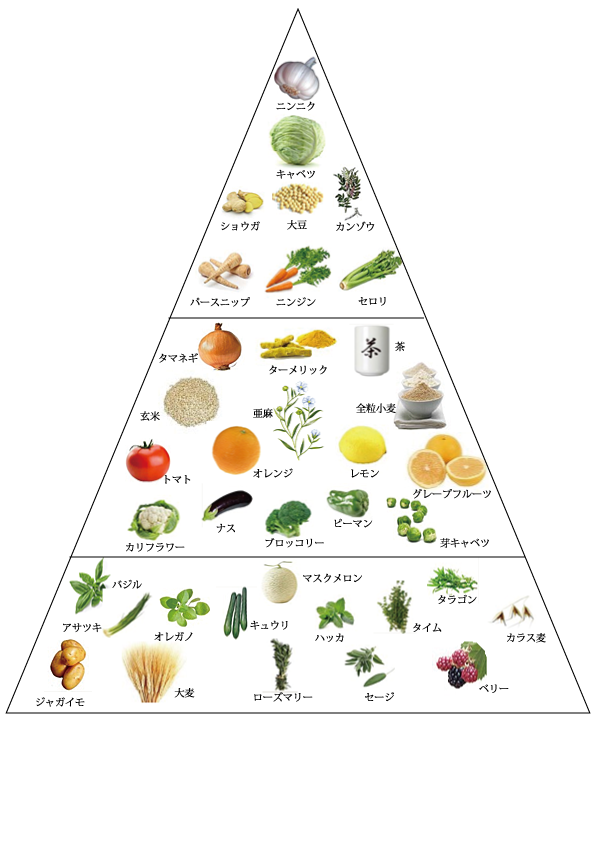 ニンニク
キャベツ
ショウガ
大豆
カンゾウ
パースニップ
ニンジン
セロリ
タマネギ
ターメリック
茶
茶
玄米
亜麻
全粒小麦
トマト
オレンジ
レモン
グレープフルーツ
カリフラワー
ナス
ブロッコリー
ピーマン
芽キャベツ
バジル
マスクメロン
タラゴン
アサツキ
オレガノ
キュウリ
ハッカ
タイム
カラス麦
ジャガイモ
大麦
ローズマリー
セージ
ベリー